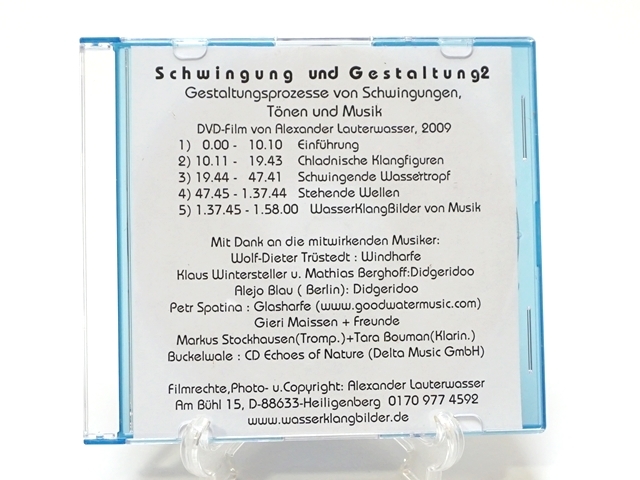 Schwingung und Gestaltung2
Gestaltungsprozesse von Schwingungen,
Tönen und Musik
DVD-Film von Alexander Lauterwasser, 2009
1) 0.00 - 10.10 Einführung
2) 10.11 - 19.43 Chladnische Klangfiguren
3) 19.44 - 47.41 Schwingende Wassertropf
4) 47.45 - 1.37.44 Stehende Wellen
5) 1.37.45 - 1.58.00 WasserKlangBilder von Musik
Mit Dank an die mitwirkenden Musiker:
Wolf-Dieter Trüstedt : Windharfe
Klaus Wintersteller u. Mathias Berghoff:Didgeridoo
Alejo Blau ( Berlin): Didgeridoo
Petr Spatina : Glasharfe (www.goodwatermusic.com)
Gieri Maissen + Freunde
Markus Stockhausen(Tromp.)+Tara Bouman(Klarin.)
Buckelwale : CD Echoes of Nature (Delta Music GmbH)
Filmrechte,Photo- u.Copyright: Alexander Lauterwasser
Am Bühl 15, D-88633-Heiligenberg 0170 977 4592
www.wasserklangbilder.de